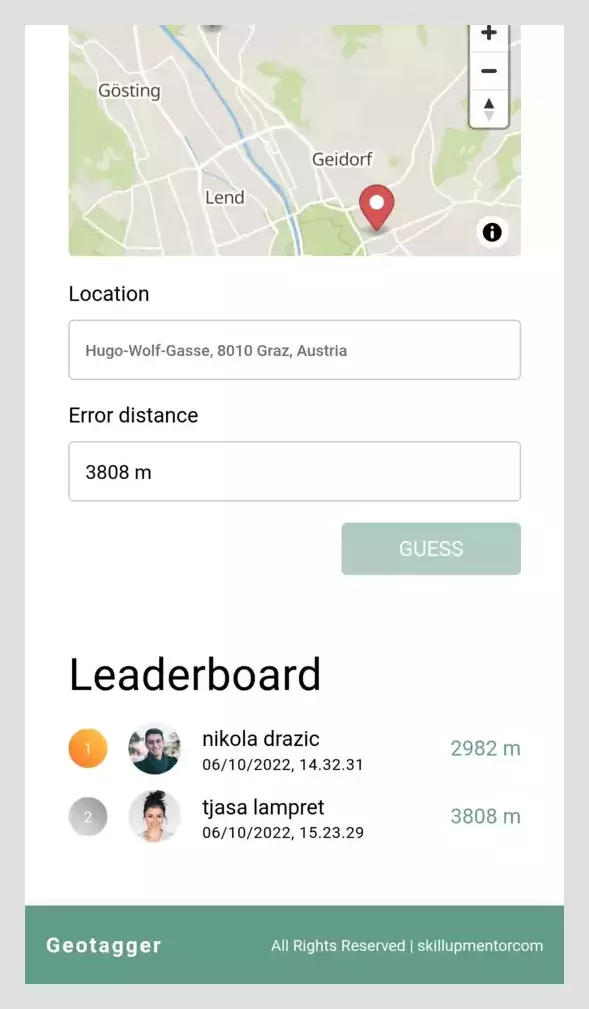 Gösting
Geidorf
Lend
Location
Hugo-Wolf-Gasse, 8010 Graz, Austria
Error distance
3808 m
GUESS
Leaderboard
1
nikola drazic
2982 m
06/10/2022, 14.32.31
2
tjasa lampret
3808 m
06/10/2022, 15.23.29
Geotagger
All Rights Reserved | skillupmentorcom